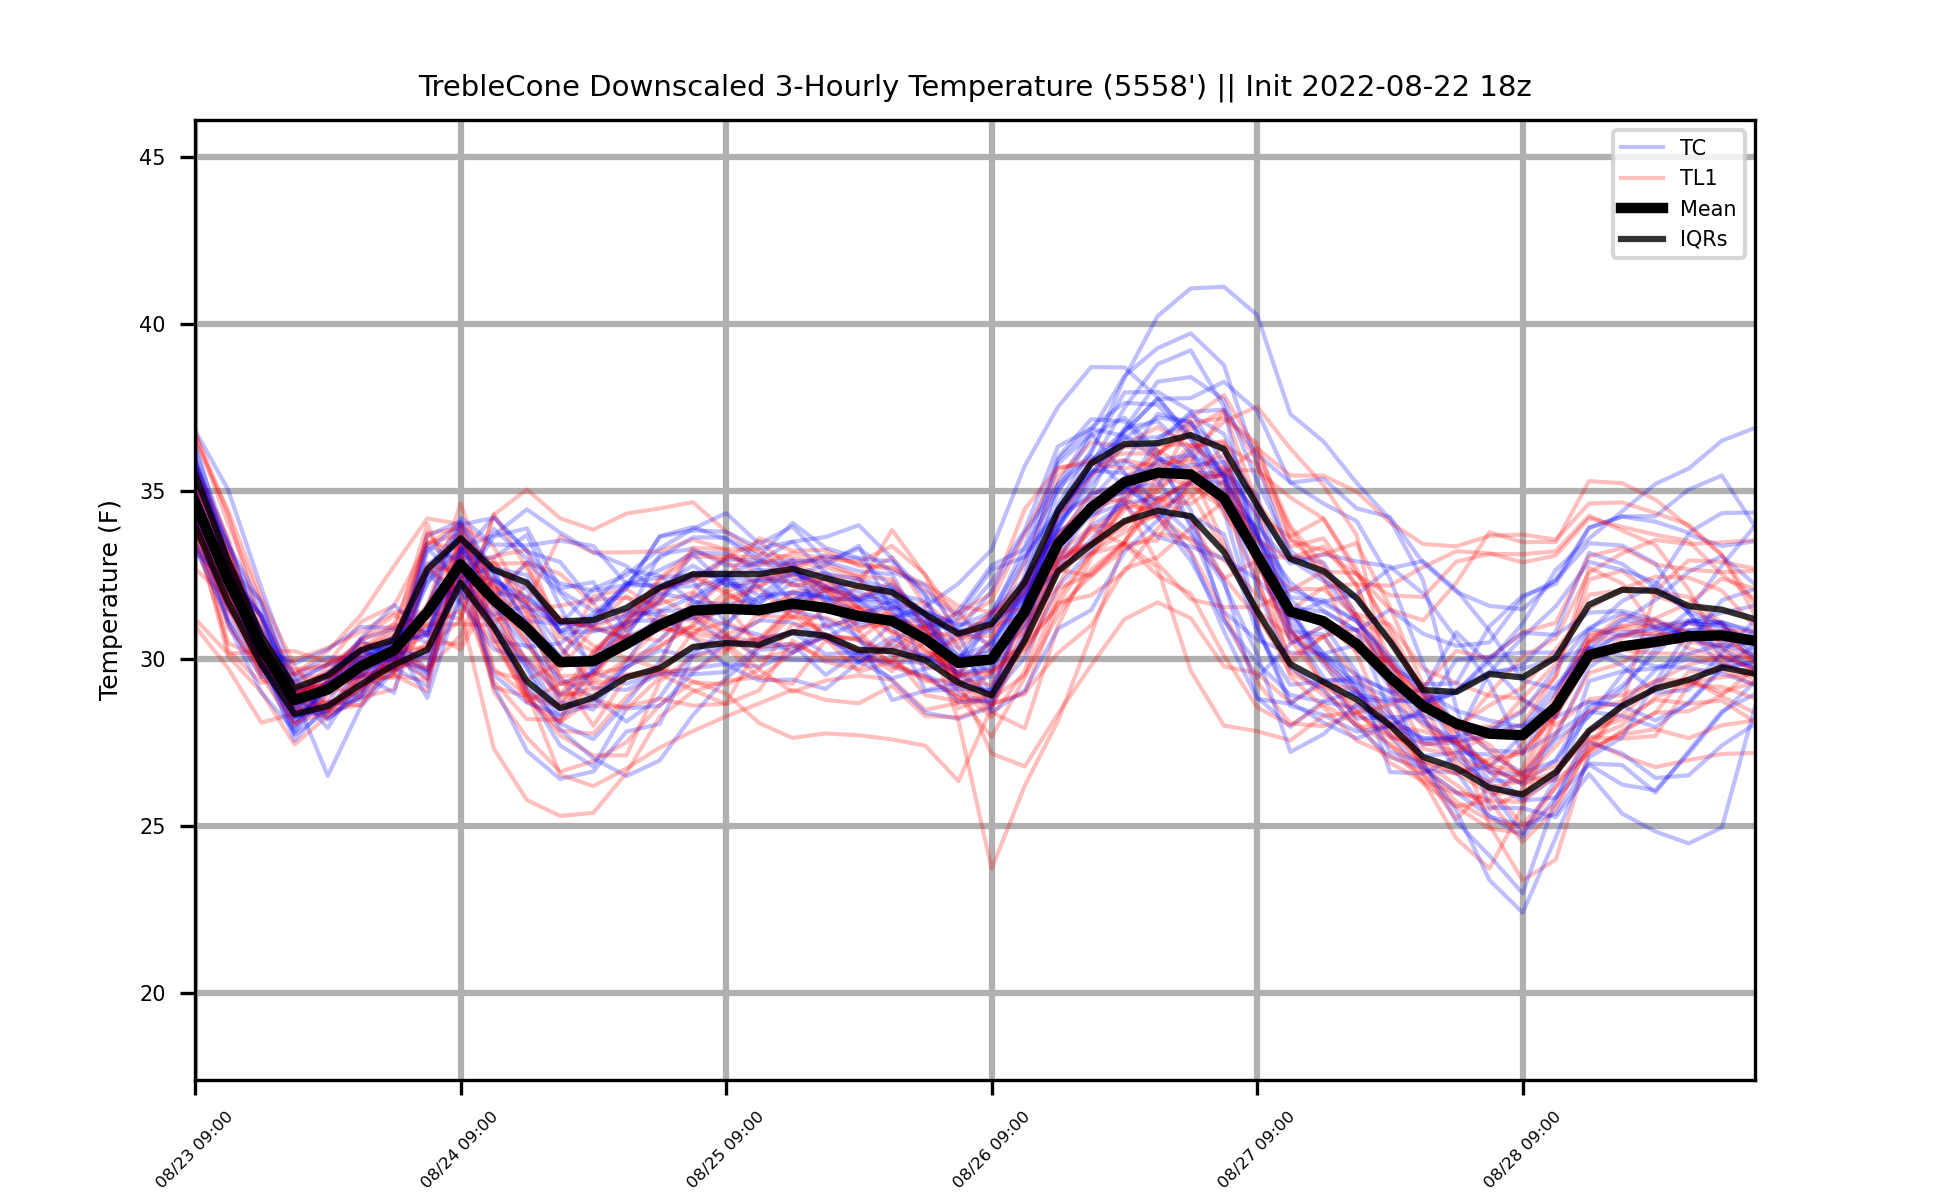 TrebleCone Downscaled 3-Hourly Temperature (5558') || Init 2022-08-22 18z
TC
TL1
Mean
IQRs
Temperature (F)
45
40
35
30
25
20
08/23 09:00
08/24 09:00
08/25 09:00
08/26 09:00
08/27 09:00
08/28 09:00